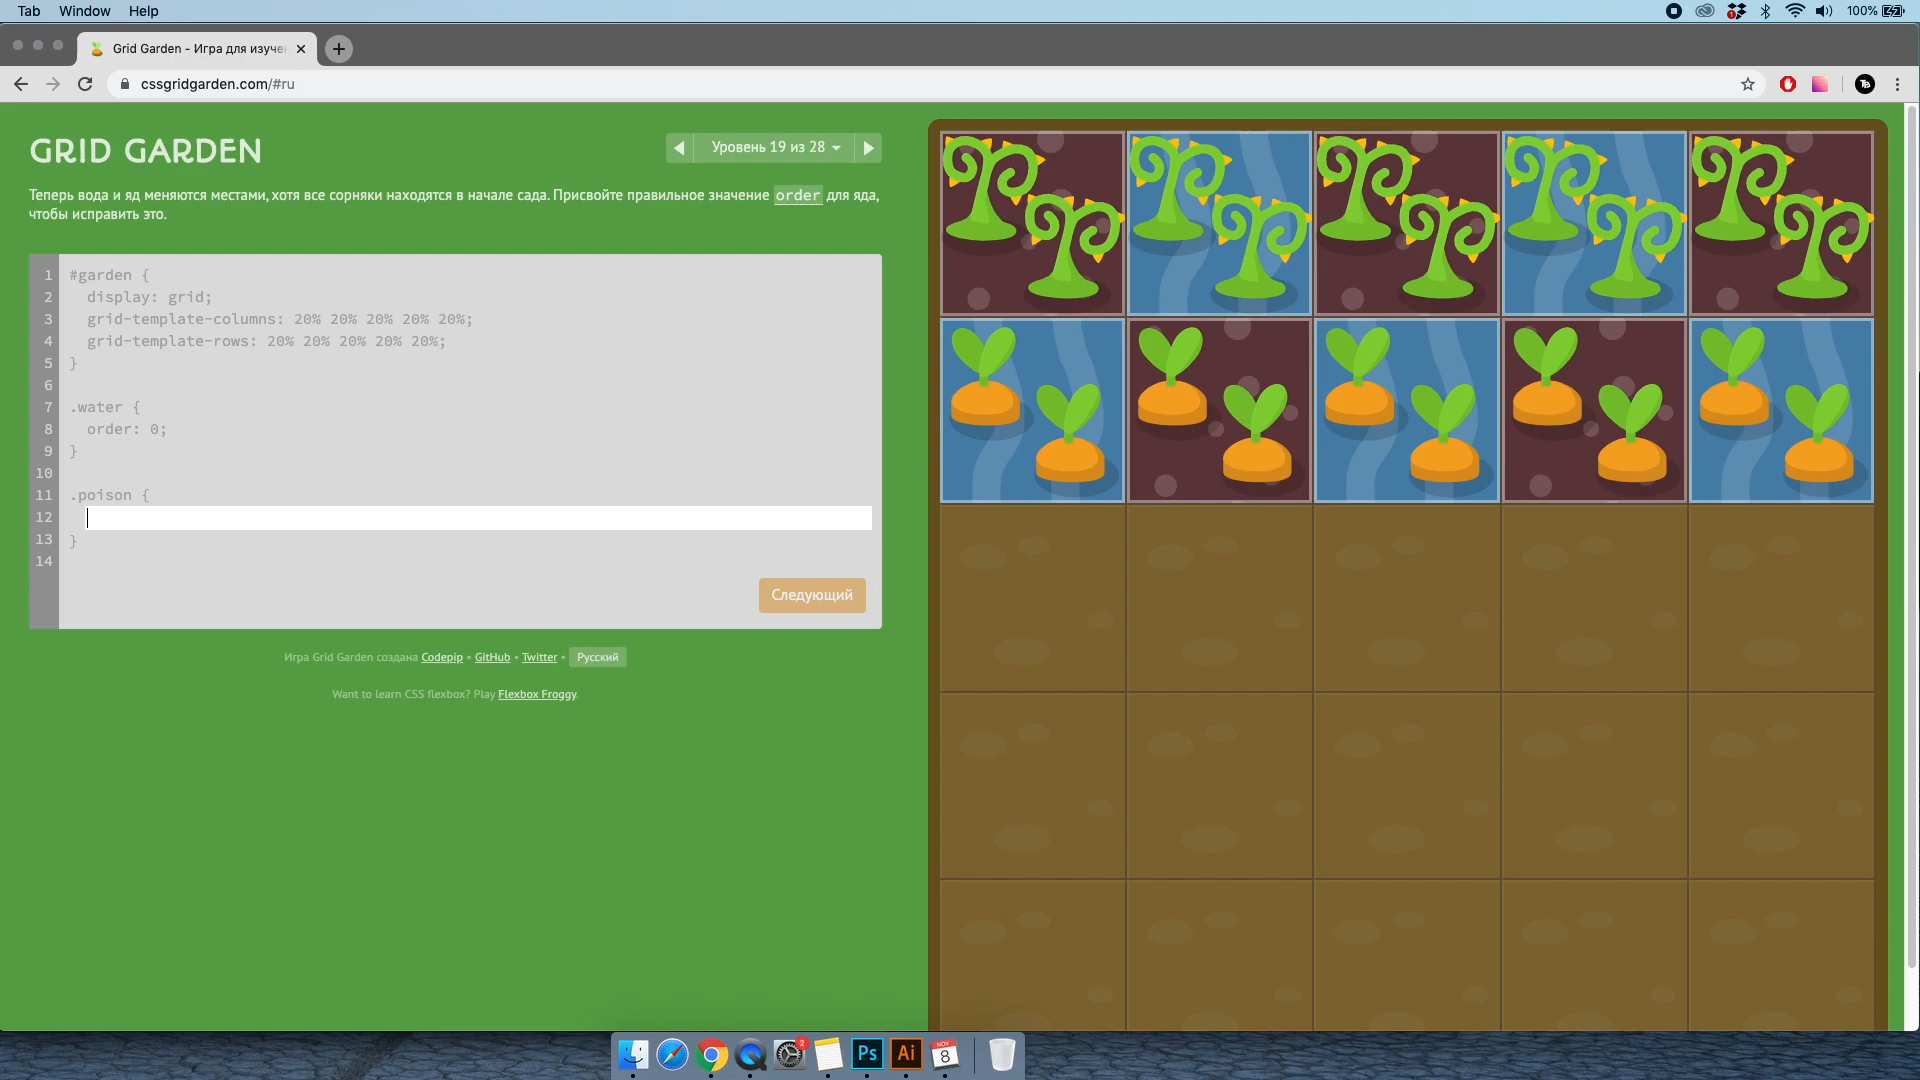 Tab Window Help
100%
Grid Garden - Игра для изуче
cssgridgarden.com/#ru
GRID GARDEN
Уровень 19 из 28
Теперь вода и яд меняются местами, хотя все сорняки находятся в начале сада. Присвойте правильное значение order для яда,
чтобы исправить это.
1 #garden {
2 display: grid;
3 grid-template-columns: 20% 20% 20% 20% 20%;
4 grid-template-rows: 20% 20% 20% 20% 20%;
5 }
6
7 .water {
8 order: 0;
9 }
10
11 .poison {
12
13 }
14
Следующий
Игра Grid Garden создана Codepip • GitHub • Twitter • Русский
Want to learn CSS flexbox? Play Flexbox Froggy.
2
Ps
Ai
NOV
8